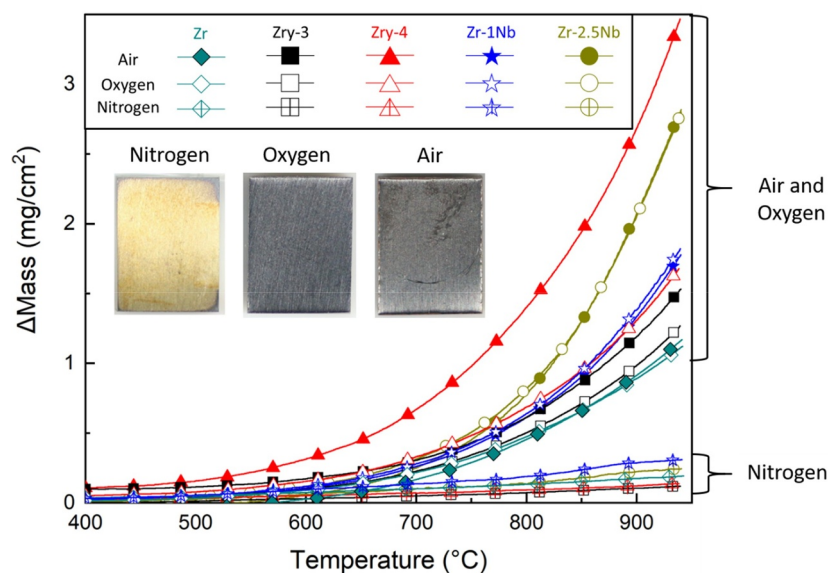 Zr Zry-3 Zry-4 Zr-1Nb Zr-2.5Nb
Air
Oxygen
Nitrogen
Nitrogen Oxygen Air
Air and
Oxygen
Nitrogen
ΔMass (mg/cm²)
3
2
1
0
400 500 600 700 800 900
Temperature (°C)